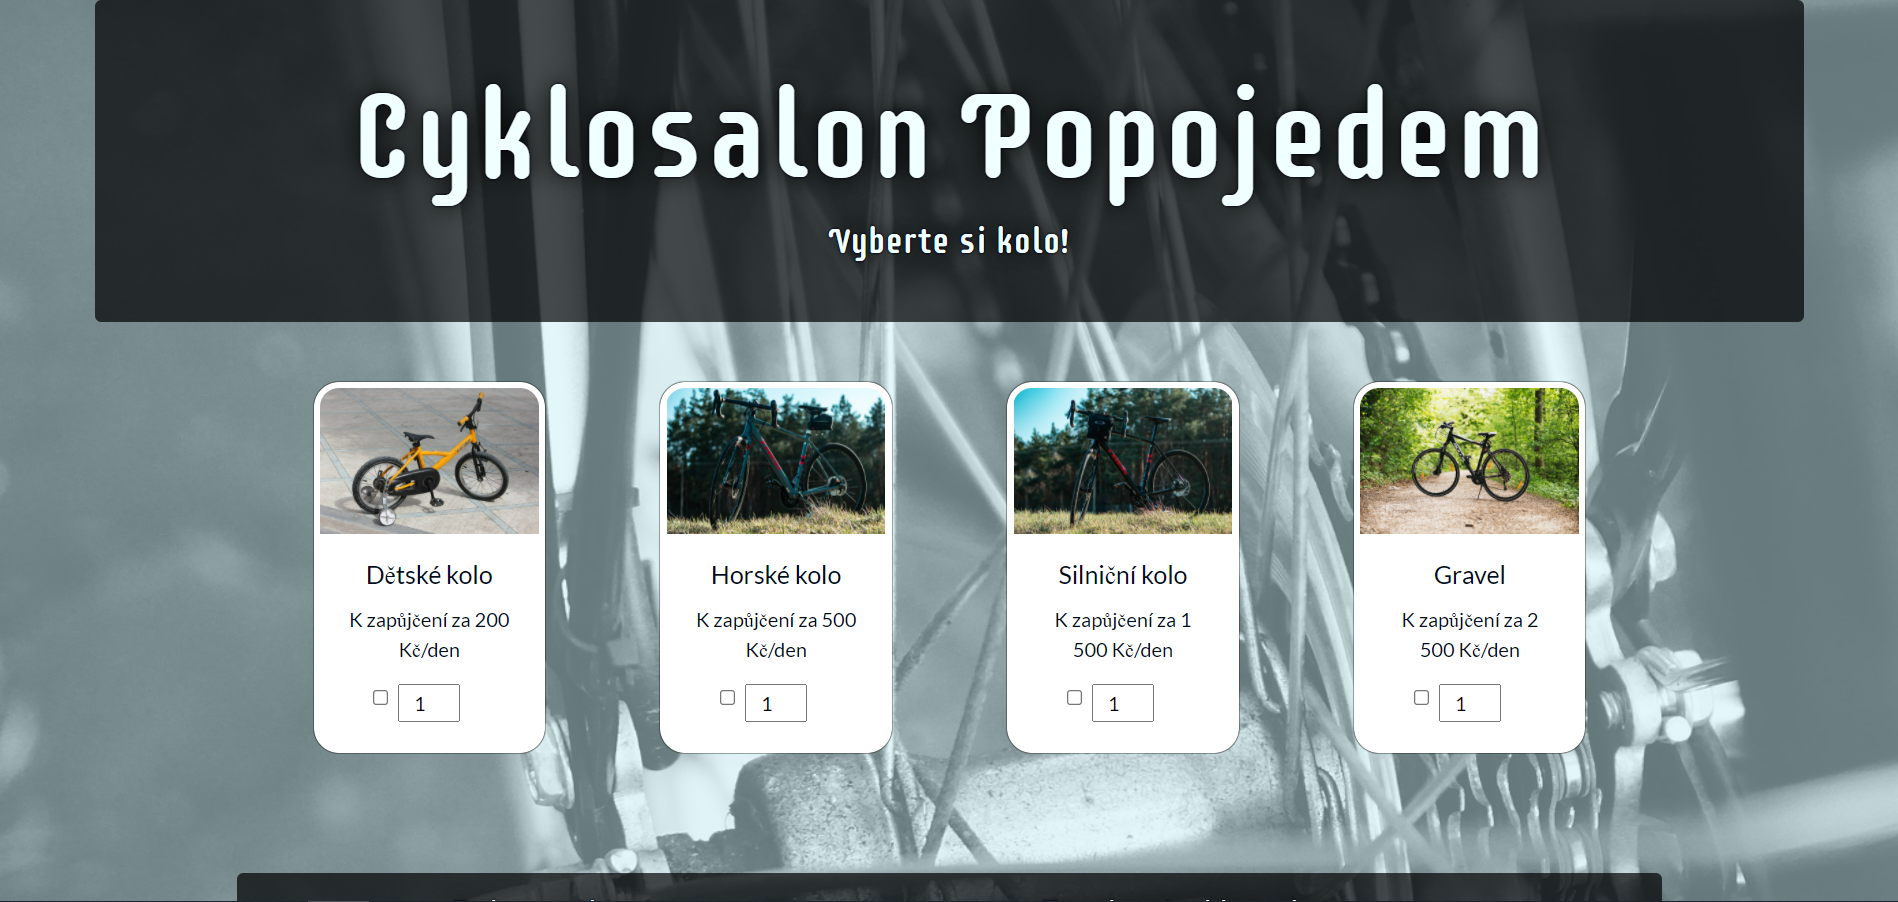 Cyklosalon Popojedem
Vyberte si kolo!
Dětské kolo
K zapůjčení za 200
Kč/den
1
Horské kolo
K zapůjčení za 500
Kč/den
1
Silniční kolo
K zapůjčení za 1
500 Kč/den
1
Gravel
K zapůjčení za 2
500 Kč/den
1